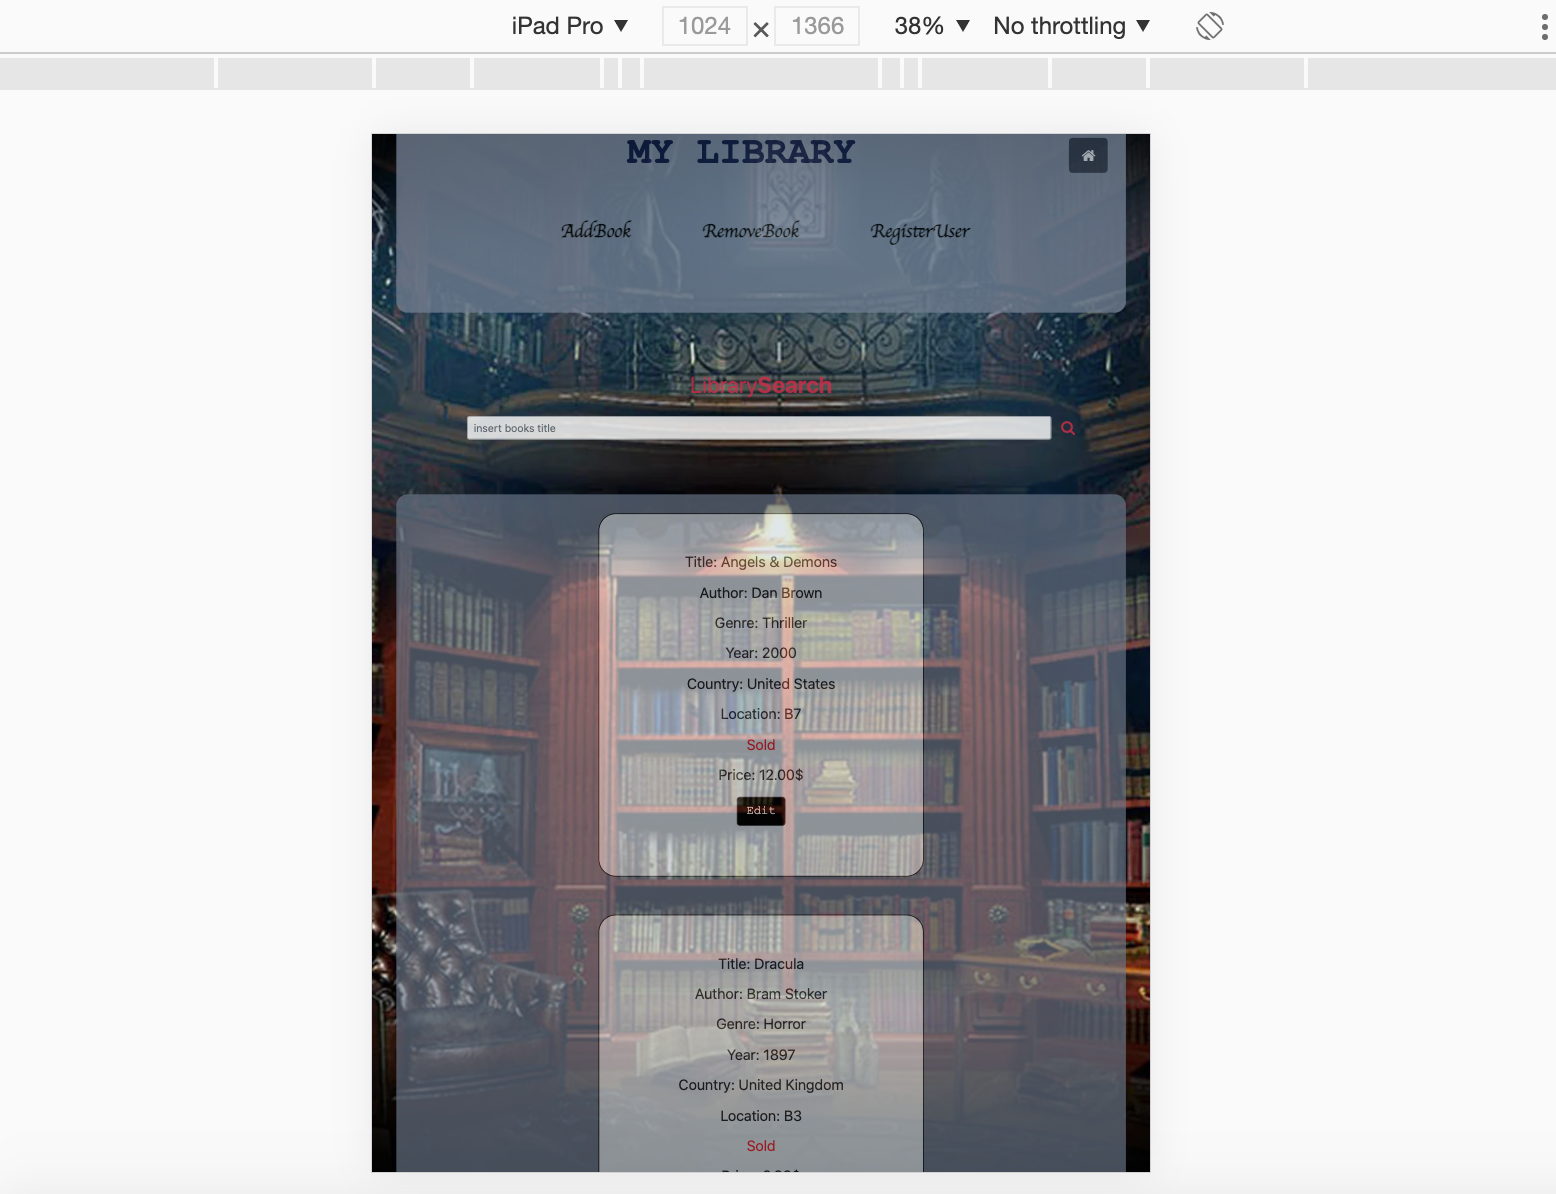 iPad Pro ▼ 1024 × 1366 38% ▼ No throttling ▼
MY LIBRARY
AddBook RemoveBook RegisterUser
LibrarySearch
insert books title
Title: Angels & Demons
Author: Dan Brown
Genre: Thriller
Year: 2000
Country: United States
Location: B7
Sold
Price: 12.00$
Edit
Title: Dracula
Author: Bram Stoker
Genre: Horror
Year: 1897
Country: United Kingdom
Location: B3
Sold